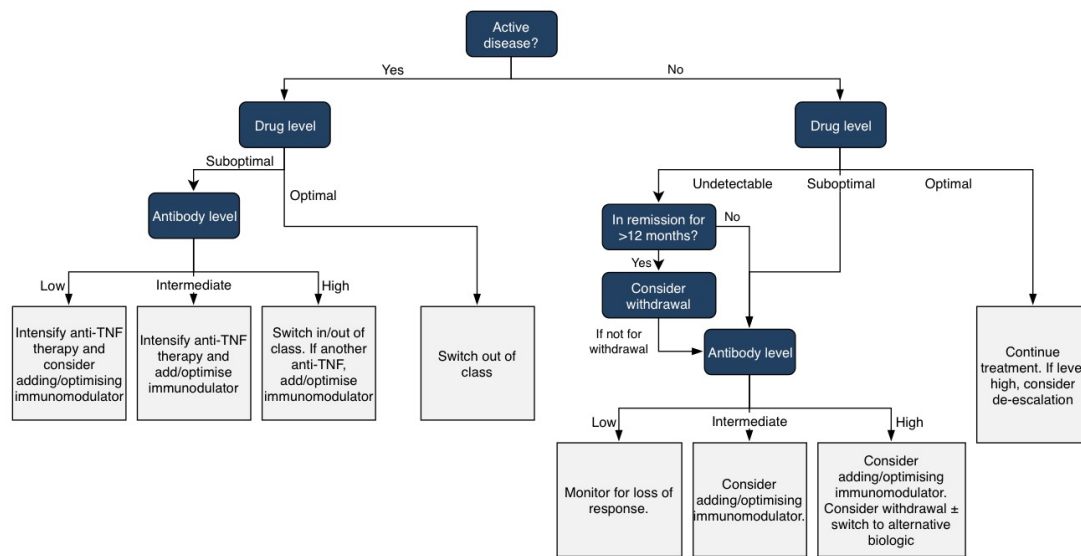 Active
disease?
Yes
No
Drug level
Drug level
Suboptimal
Optimal
Undetectable
Suboptimal
Optimal
Antibody level
In remission for
>12 months?
No
Yes
Low
Intermediate
High
Consider
withdrawal
Intensify anti-TNF
therapy and
consider
adding/optimising
immunomodulator
Intensify anti-TNF
therapy and
add/optimise
immunodulator
Switch in/out of
class. If another
anti-TNF,
add/optimise
immunomodulator
Switch out of
class
If not for
withdrawal
Antibody level
Continue
treatment. If leve
high, consider
de-escalation
Low
Intermediate
High
Monitor for loss of
response.
Consider
adding/optimising
immunomodulator.
Consider
adding/optimising
immunomodulator.
Consider withdrawal ±
switch to alternative
biologic